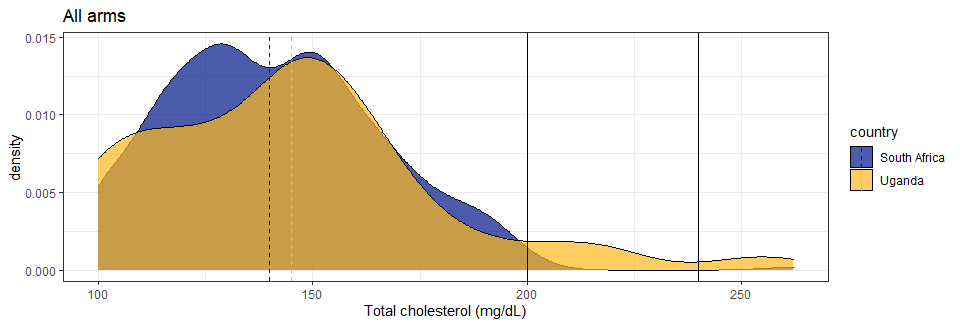 All arms
0.015
0.010
0.005
0.000
density
100 150 200 250
Total cholesterol (mg/dL)
country
South Africa
Uganda